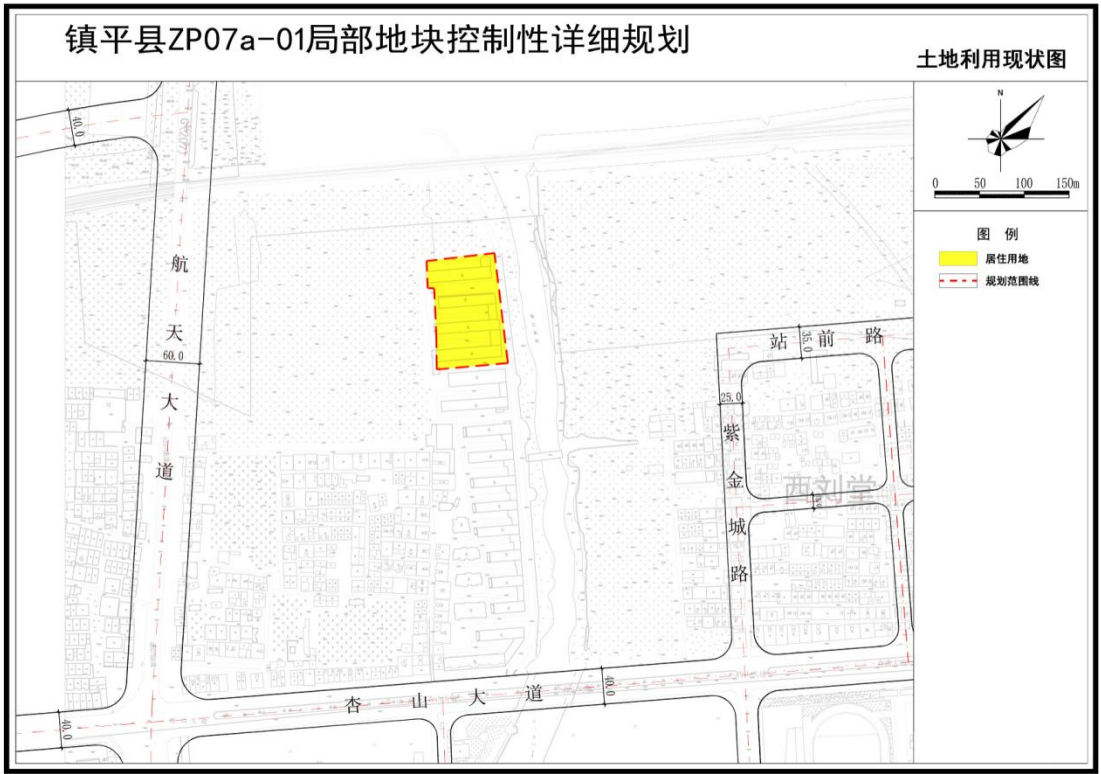 镇平县ZP07a-01局部地块控制性详细规划
土地利用现状图
N
0 50 100 150m
图 例
居住用地
规划范围线
40.0
航天大道
60.0
站前路
35.0
25.0
紫金城路
西刘堂
杏山大道
40.0
40.0